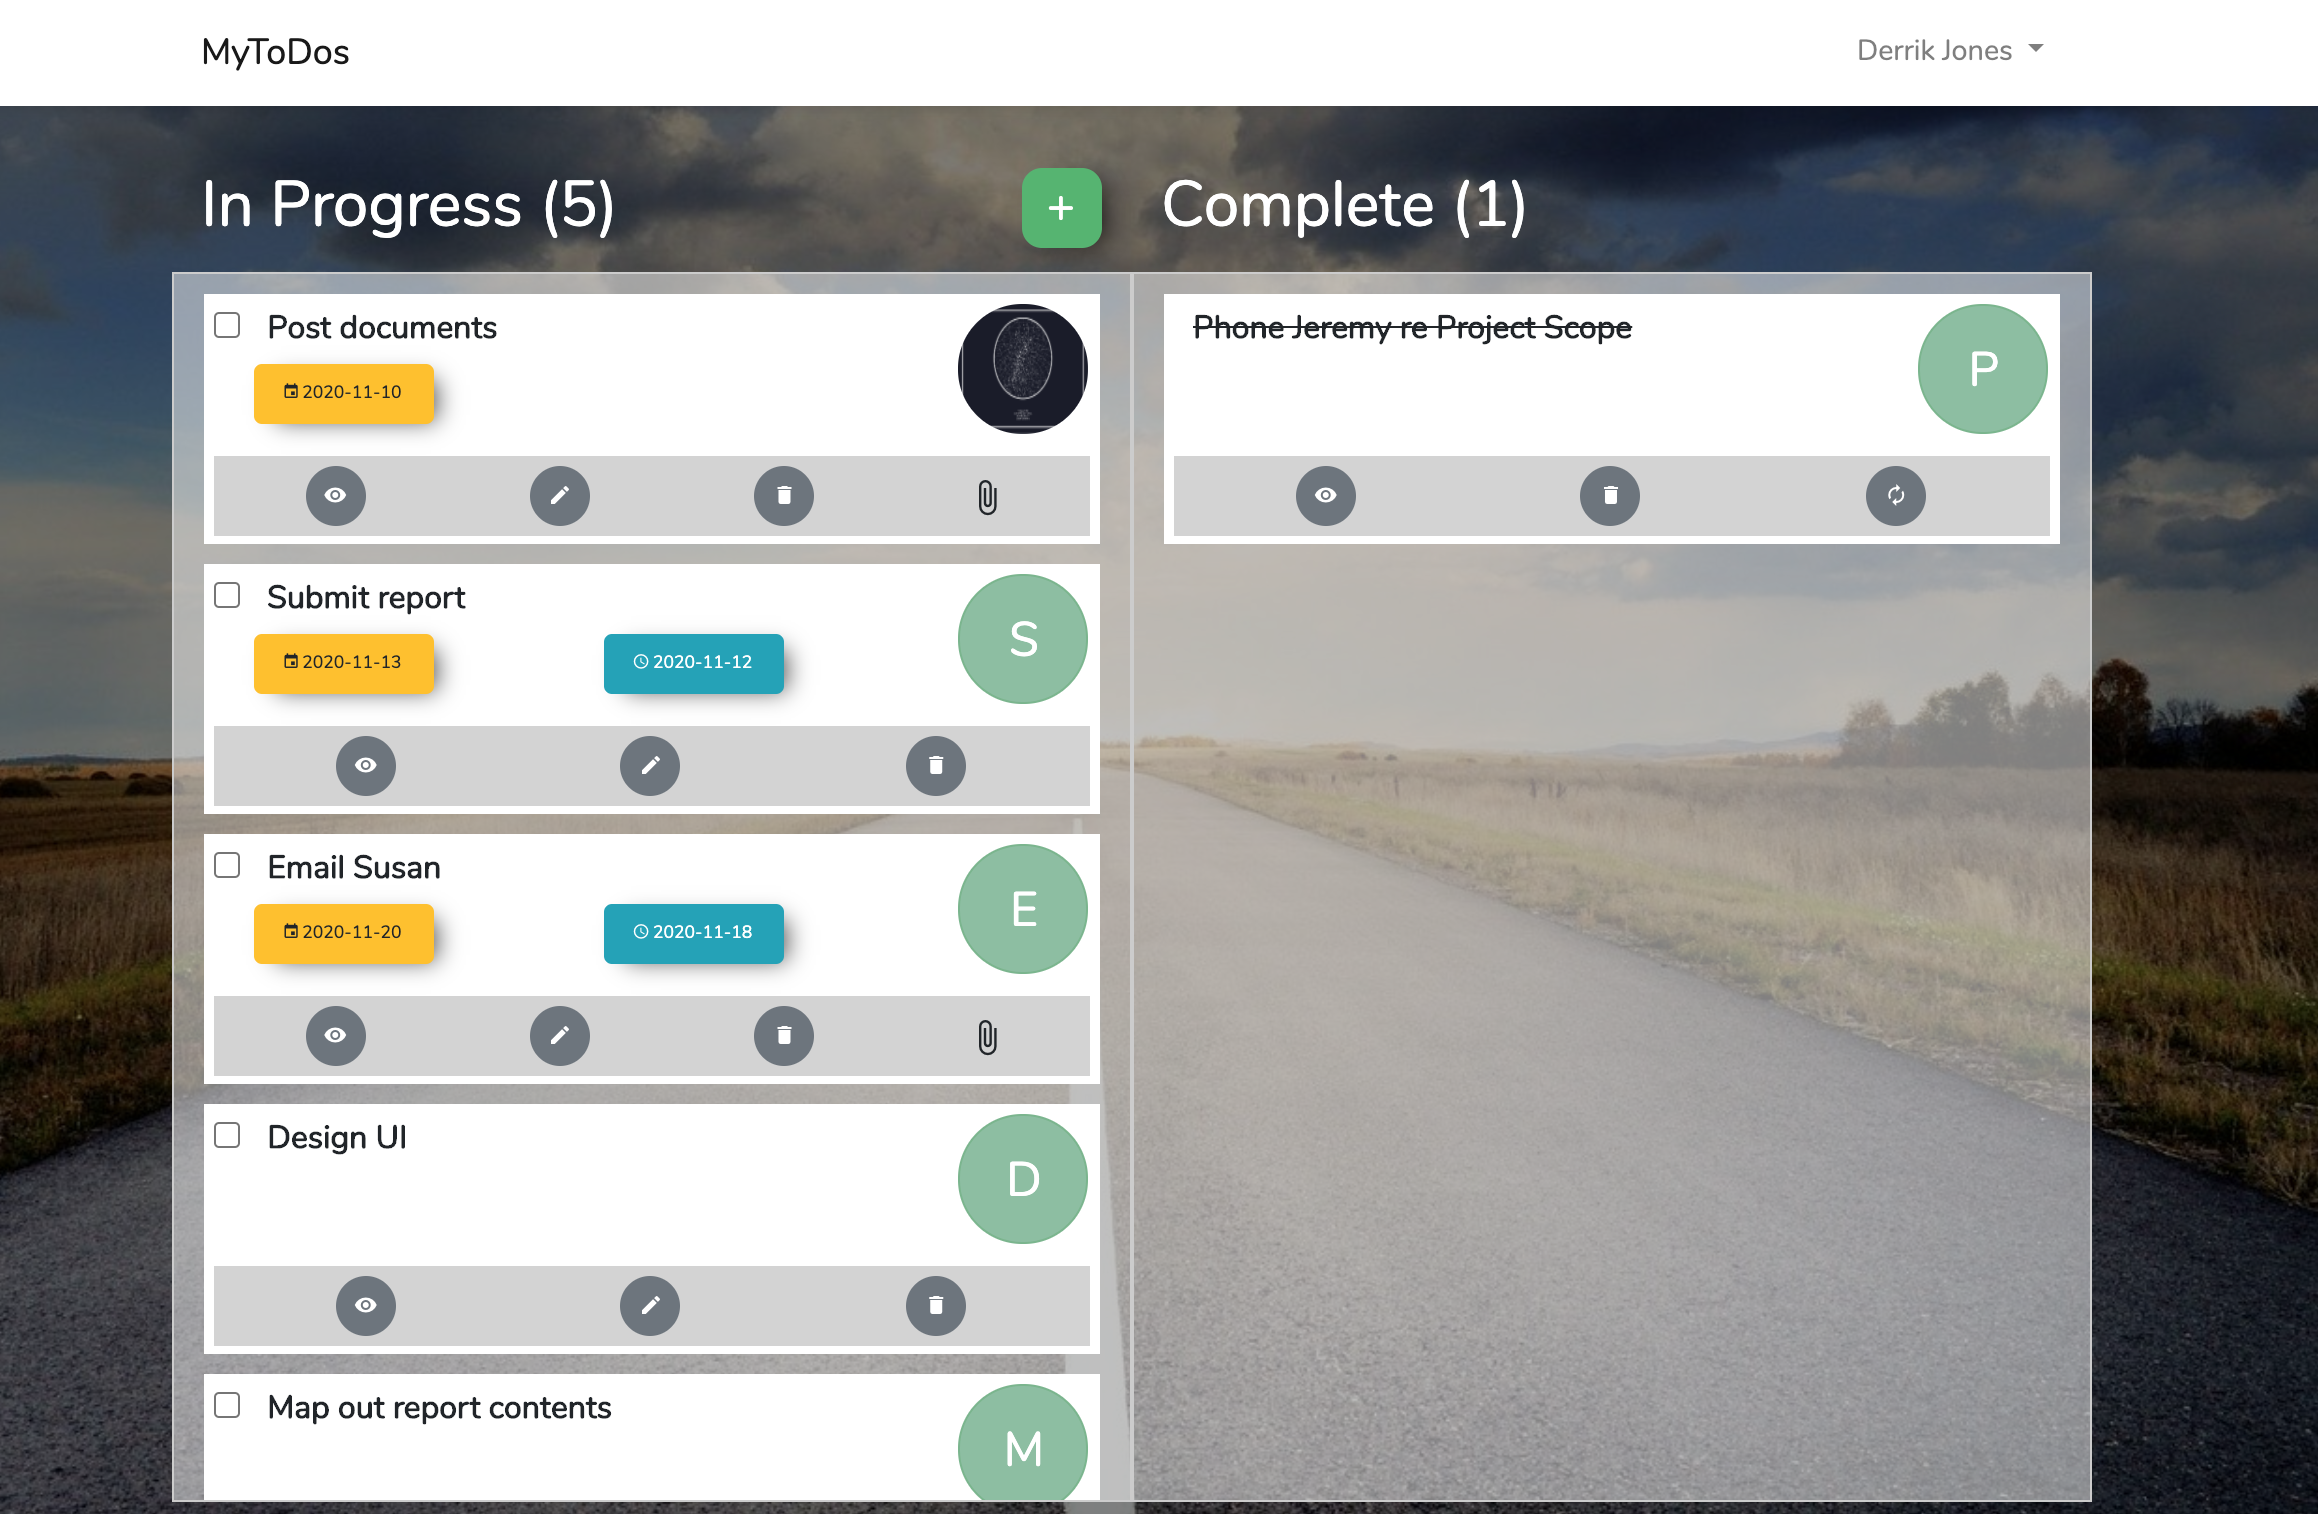 MyToDos
Derrik Jones
In Progress (5)
+
Complete (1)
Post documents
2020-11-10
Submit report
2020-11-13
2020-11-12
S
Email Susan
2020-11-20
2020-11-18
E
Design UI
D
Map out report contents
M
Phone Jeremy re Project Scope
P